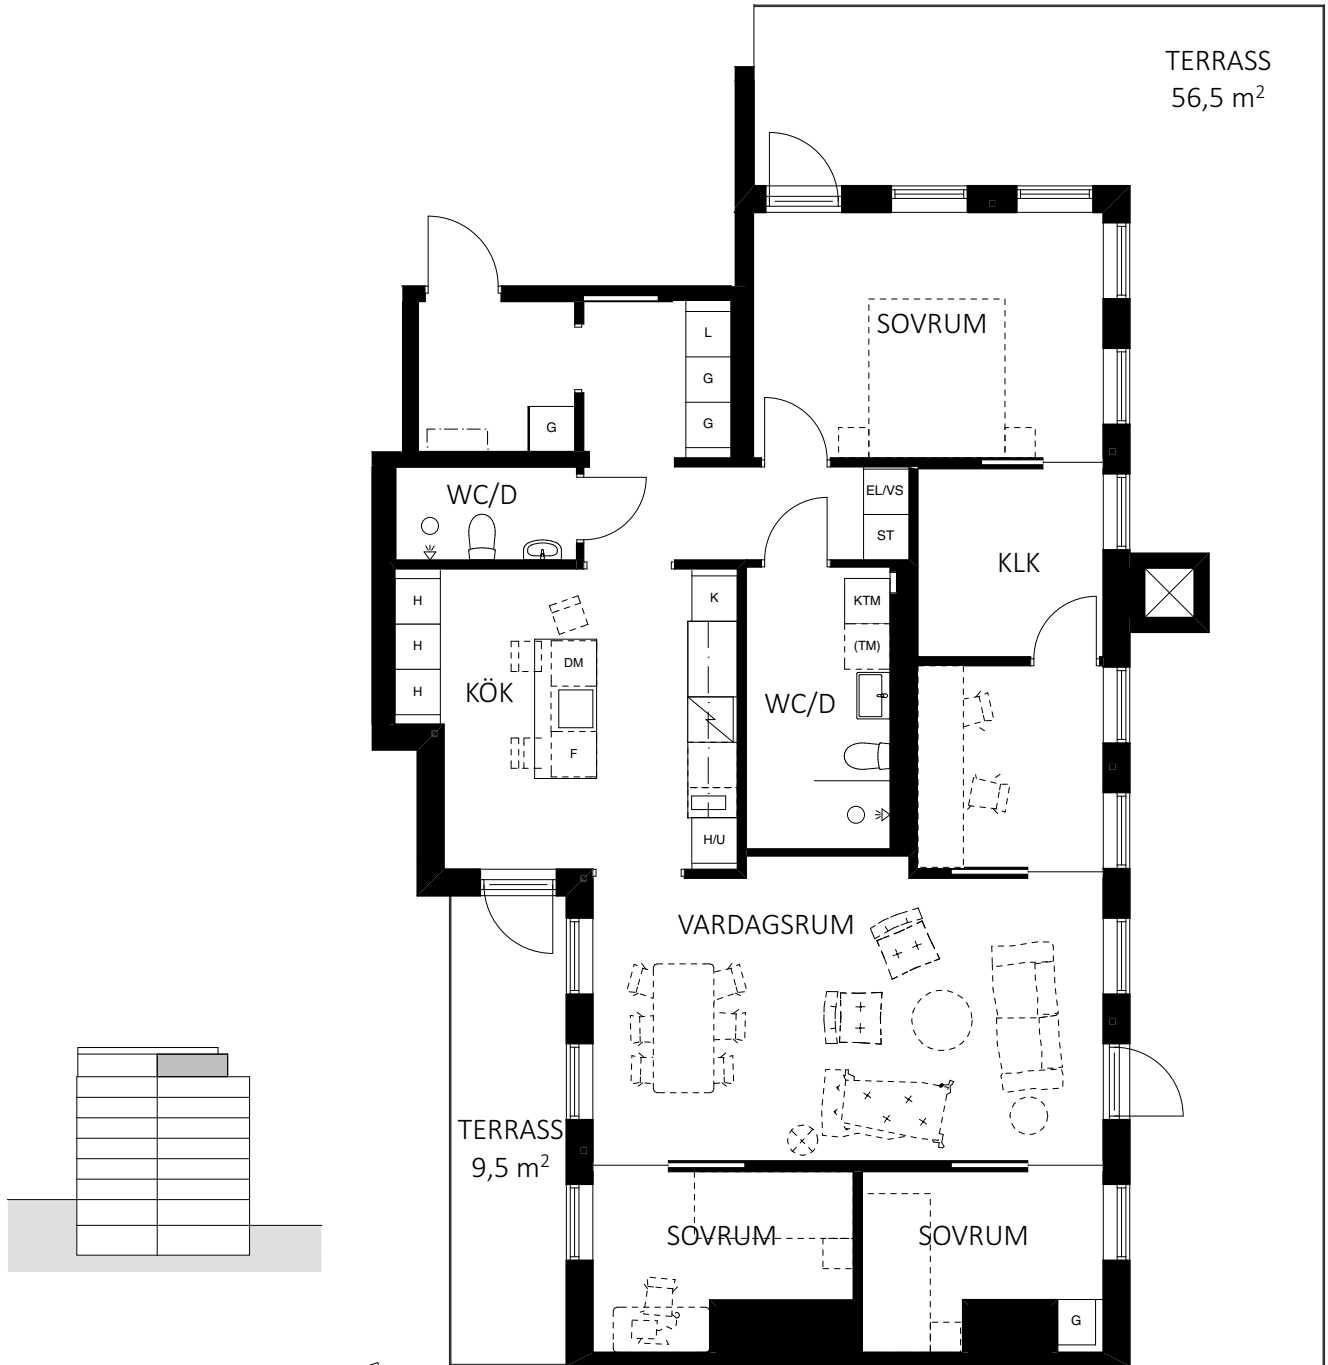 TERRASS
56,5 m²
SOVRUM
L
G
G
G
WC/D
EL/VS
ST
KLK
H
H
H
K
KTM
(TM)
DM
KÖK
WC/D
F
H/U
VARDAGSRUM
TERRASS
9,5 m²
SOVRUM
SOVRUM
G